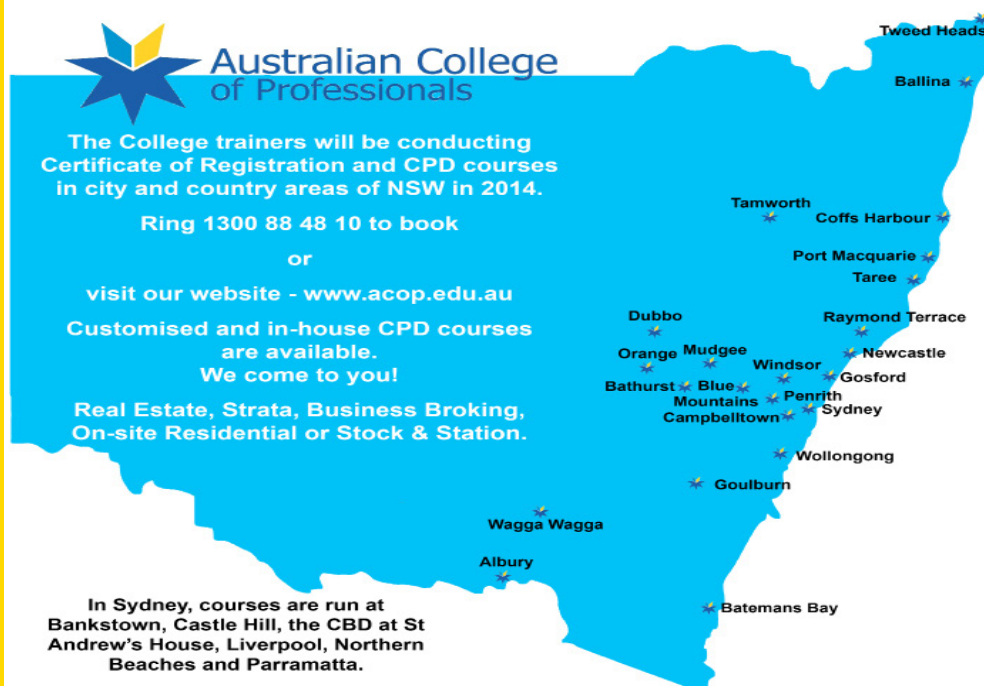 Australian College
of Professionals
The College trainers will be conducting
Certificate of Registration and CPD courses
in city and country areas of NSW in 2014.
Ring 1300 88 48 10 to book
or
visit our website - www.acop.edu.au
Customised and in-house CPD courses
are available.
We come to you!
Real Estate, Strata, Business Broking,
On-site Residential or Stock & Station.
Tweed Heads
Ballina
Tamworth
Coffs Harbour
Port Macquarie
Taree
Dubbo
Raymond Terrace
Orange
Mudgee
Newcastle
Windsor
Gosford
Bathurst
Blue
Mountains
Penrith
Sydney
Campbelltown
Wollongong
Goulburn
Wagga Wagga
Albury
Batemans Bay
In Sydney, courses are run at
Bankstown, Castle Hill, the CBD at St
Andrew's House, Liverpool, Northern
Beaches and Parramatta.